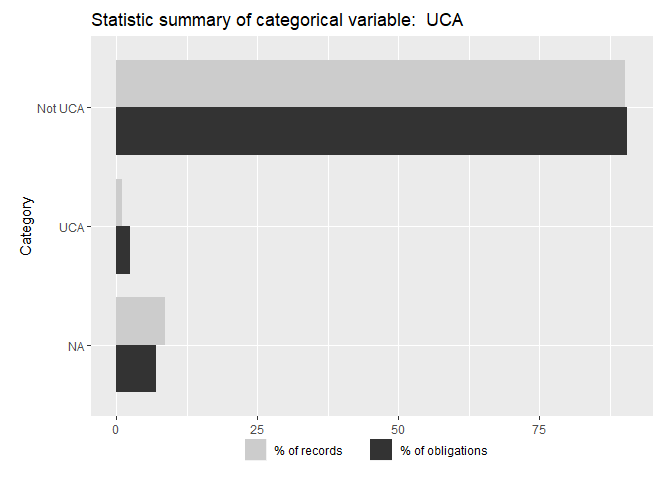 Statistic summary of categorical variable:  UCA
Category
Not UCA
UCA
NA
0 25 50 75
% of records % of obligations